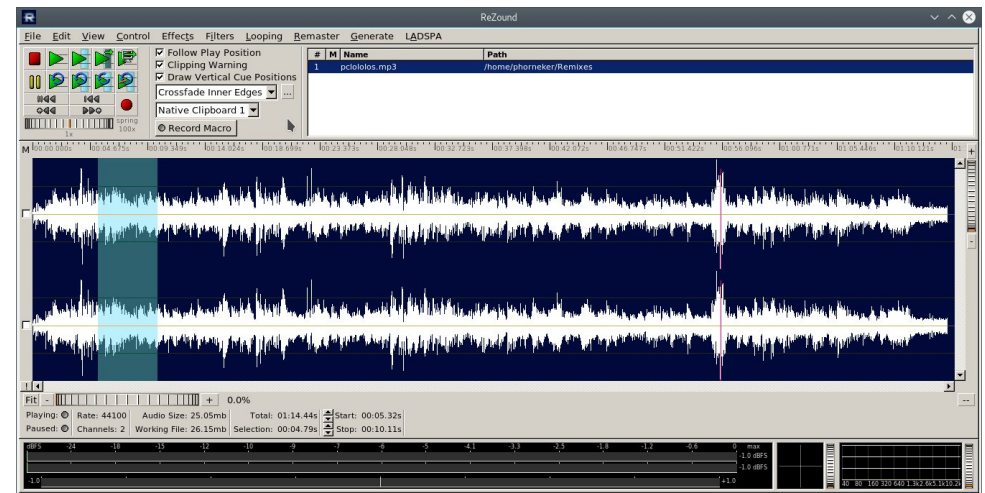 ReZound
File Edit View Control Effects Filters Looping Remaster Generate LADSPA
Follow Play Position
Clipping Warning
Draw Vertical Cue Positions
Crossfade Inner Edges ...
Native Clipboard 1
Record Macro
1x
spring
100x
# M Name Path
1 pclololos.mp3 /home/phorneker/Remixes
M 00:00.000s 00:04.675s 00:09.349s 00:14.024s 00:18.699s 00:23.373s 00:28.048s 00:32.723s 00:37.398s 00:42.072s 00:46.747s 00:51.422s 00:56.096s 01:00.771s 01:05.446s 01:10.121s 01: +
-
!
Fit - + 0.0% --
Playing: Rate: 44100 Audio Size: 25.05mb Total: 01:14.44s Start: 00:05.32s
Paused: Channels: 2 Working File: 26.15mb Selection: 00:04.79s Stop: 00:10.11s
dBFS -24 -18 -15 -12 -10 -9 -7 -6 -5 -4.1 -3.3 -2.5 -1.8 -1.2 -0.6 0 max
-1.0 dBFS
-1.0 dBFS
-1.0 +1.0
40 80 160 320 640 1.3k2.6k5.1k10.2k